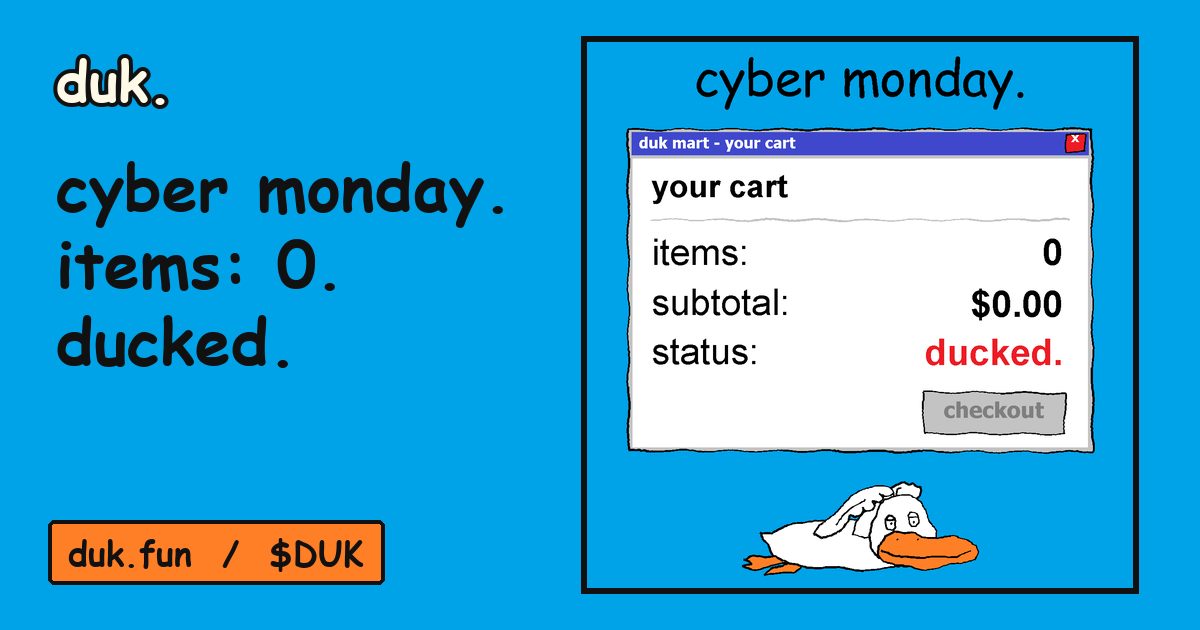 duk.
cyber monday.
items: 0.
ducked.
duk.fun / $DUK
cyber monday.
duk mart - your cart x
your cart
items: 0
subtotal: $0.00
status: ducked.
checkout